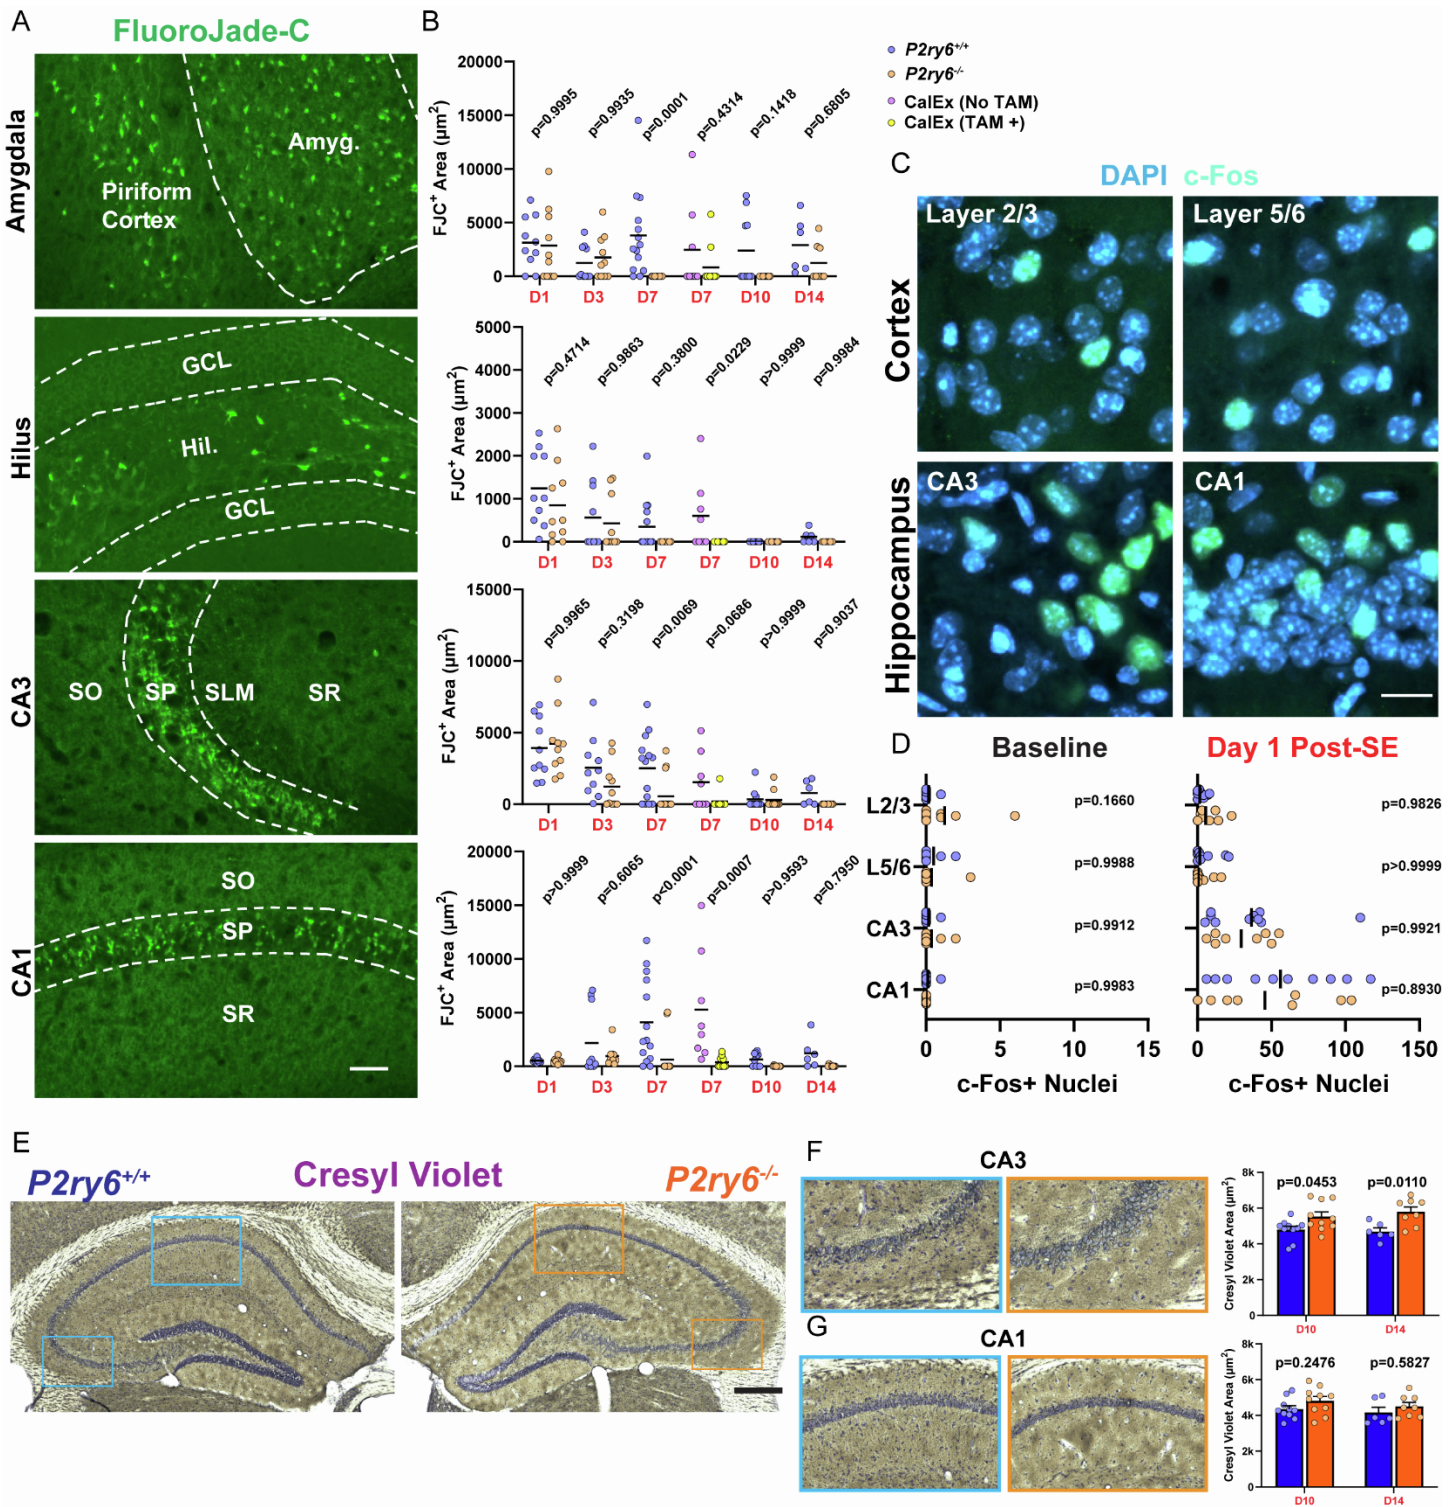 A
FluoroJade-C
Amygdala
Piriform
Cortex
Amyg.
Hilus
GCL
Hil.
GCL
CA3
SO
SP
SLM
SR
CA1
SO
SP
SR
B
P2ry6+/+
P2ry6-/-
CalEx (No TAM)
CalEx (TAM +)
FJC+ Area (µm²)
20000
15000
10000
5000
0
p=0.9995
p=0.9935
p=0.0001
p=0.4314
p=0.1418
p=0.6805
D1
D3
D7
D7
D10
D14
FJC+ Area (µm²)
5000
4000
3000
2000
1000
0
p=0.4714
p=0.9863
p=0.3800
p=0.0229
p>0.9999
p=0.9984
D1
D3
D7
D7
D10
D14
FJC+ Area (µm²)
15000
10000
5000
0
p=0.9965
p=0.3198
p=0.0069
p=0.0686
p>0.9999
p=0.9037
D1
D3
D7
D7
D10
D14
FJC+ Area (µm²)
20000
15000
10000
5000
0
p>0.9999
p=0.6065
p<0.0001
p=0.0007
p>0.9593
p=0.7950
D1
D3
D7
D7
D10
D14
C
DAPI c-Fos
Cortex
Layer 2/3
Layer 5/6
Hippocampus
CA3
CA1
D
Baseline
Day 1 Post-SE
L2/3
L5/6
CA3
CA1
p=0.1660
p=0.9988
p=0.9912
p=0.9983
0
5
10
15
c-Fos+ Nuclei
p=0.9826
p>0.9999
p=0.9921
p=0.8930
0
50
100
150
c-Fos+ Nuclei
E
P2ry6+/+
Cresyl Violet
P2ry6-/-
F
CA3
Cresyl Violet Area (µm²)
8k
6k
4k
2k
0
p=0.0453
p=0.0110
D10
D14
G
CA1
Cresyl Violet Area (µm²)
8k
6k
4k
2k
0
p=0.2476
p=0.5827
D10
D14